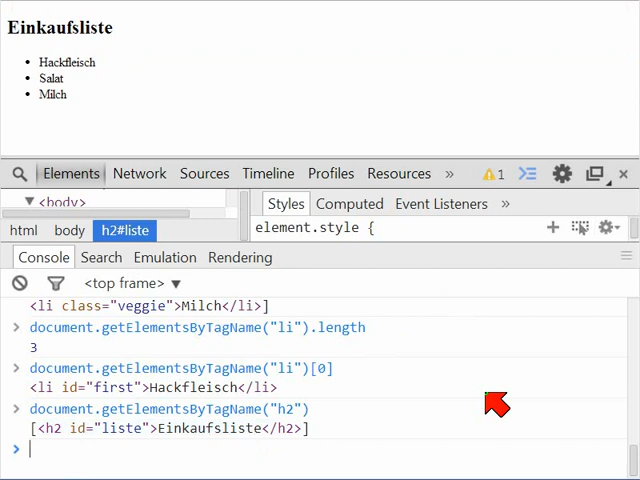 Einkaufsliste
• Hackfleisch
• Salat
• Milch
Elements Network Sources Timeline Profiles Resources » 1
<body>
Styles Computed Event Listeners »
html body h2#liste
element.style {
Console Search Emulation Rendering
<top frame> ▼
<li class="veggie">Milch</li>]
> document.getElementsByTagName("li").length
3
> document.getElementsByTagName("li")[0]
<li id="first">Hackfleisch</li>
> document.getElementsByTagName("h2")
[<h2 id="liste">Einkaufsliste</h2>]
>